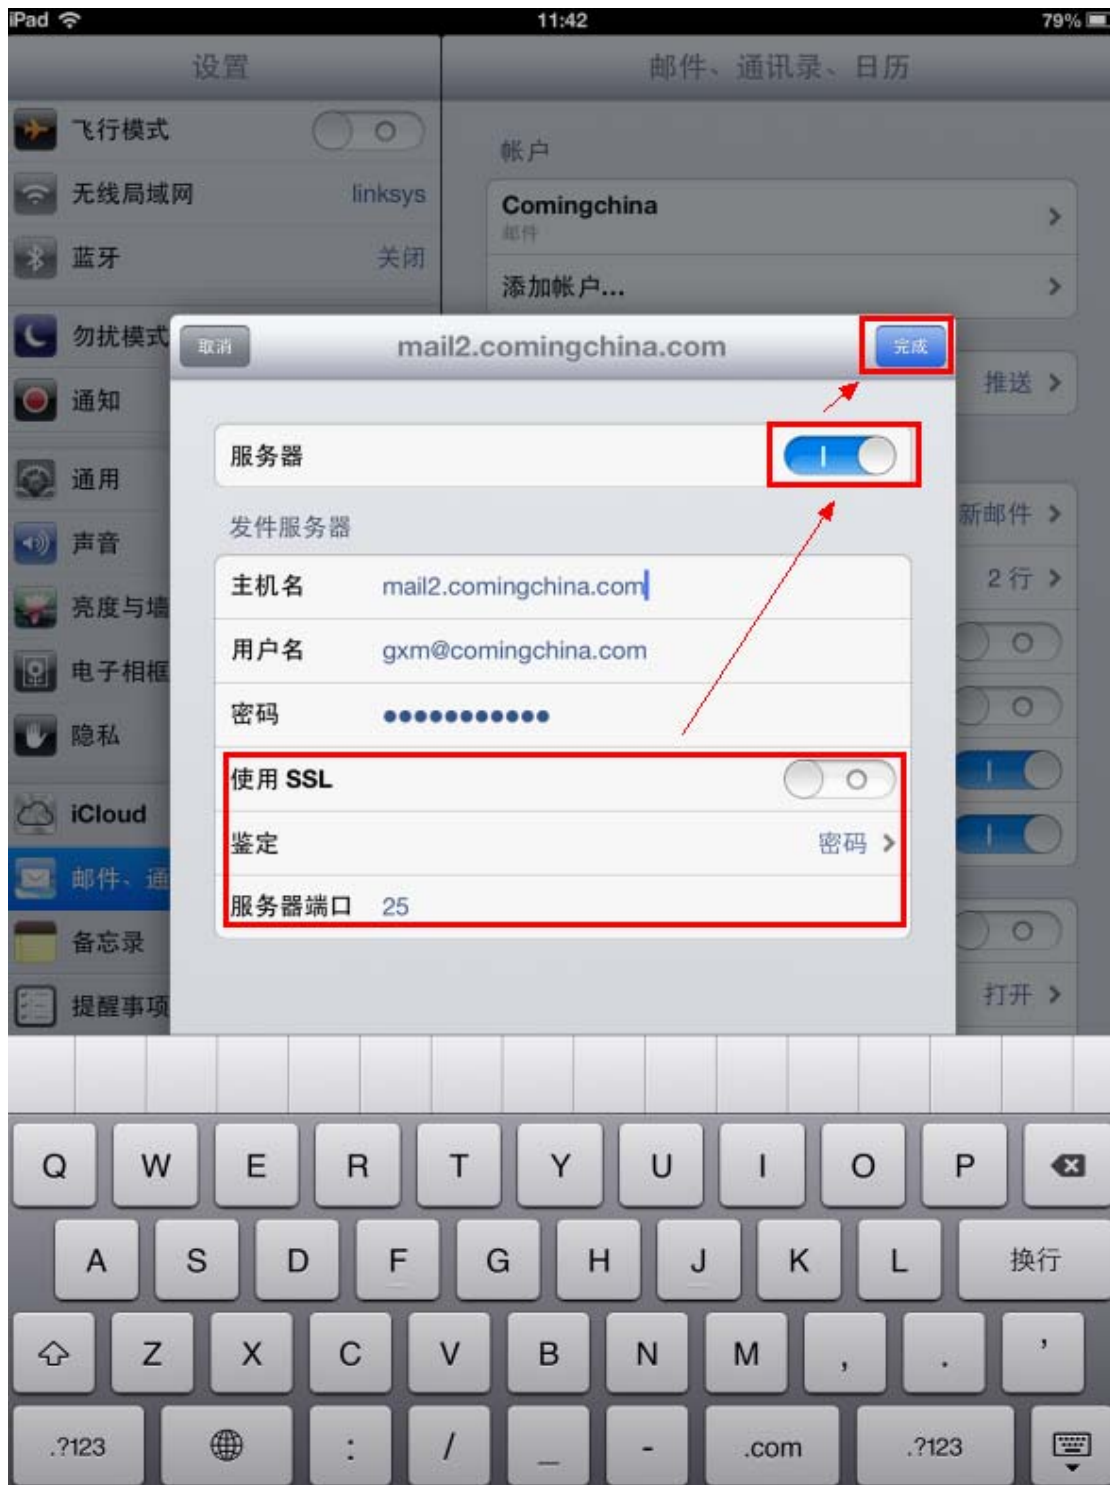 iPad 11:42 79%
设置
邮件、通讯录、日历
飞行模式
无线局域网 linksys
蓝牙 关闭
勿扰模式
通知
通用
声音
亮度与墙
电子相框
隐私
iCloud
邮件、通
备忘录
提醒事项
帐户
Comingchina
邮件
添加帐户...
推送
新邮件
2 行
打开
取消 mail2.comingchina.com 完成
服务器
发件服务器
主机名 mail2.comingchina.com
用户名 gxm@comingchina.com
密码 ●●●●●●●●●●●
使用 SSL
鉴定 密码
服务器端口 25
Q W E R T Y U I O P
A S D F G H J K L 换行
Z X C V B N M , . '
.?123 : / _ - .com .?123